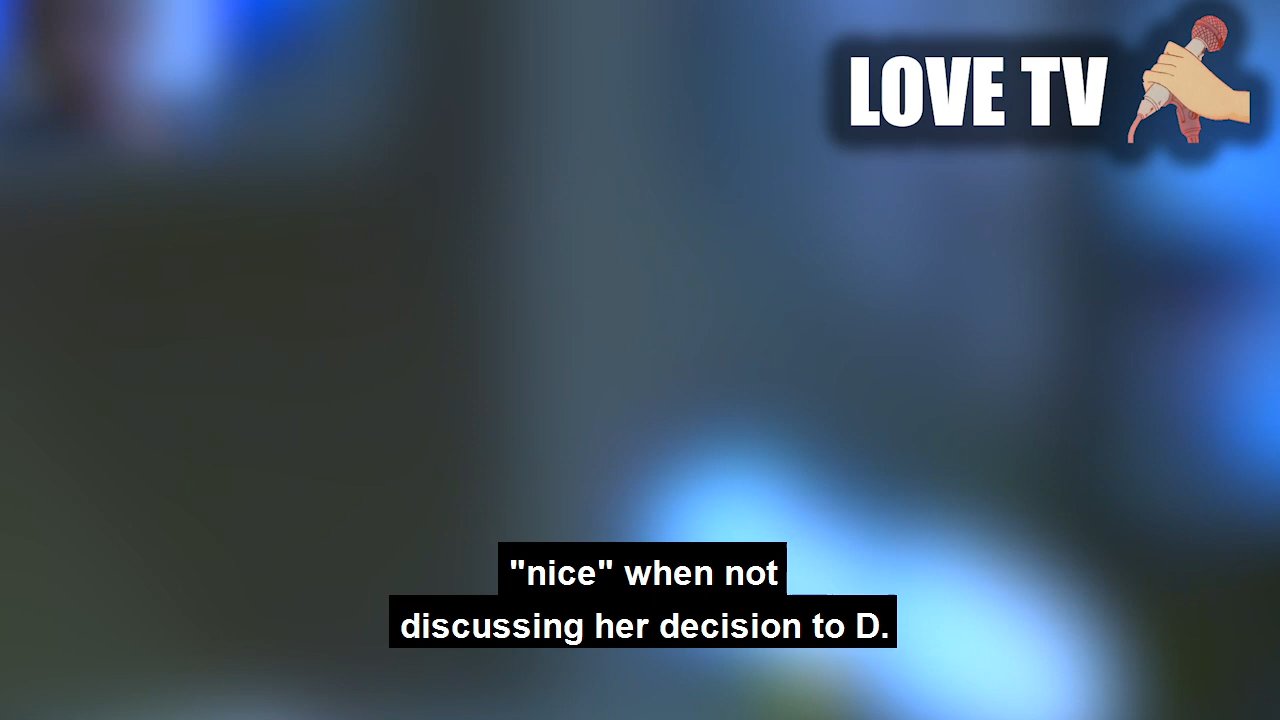 LOVE TV
"nice" when not
discussing her decision to D.